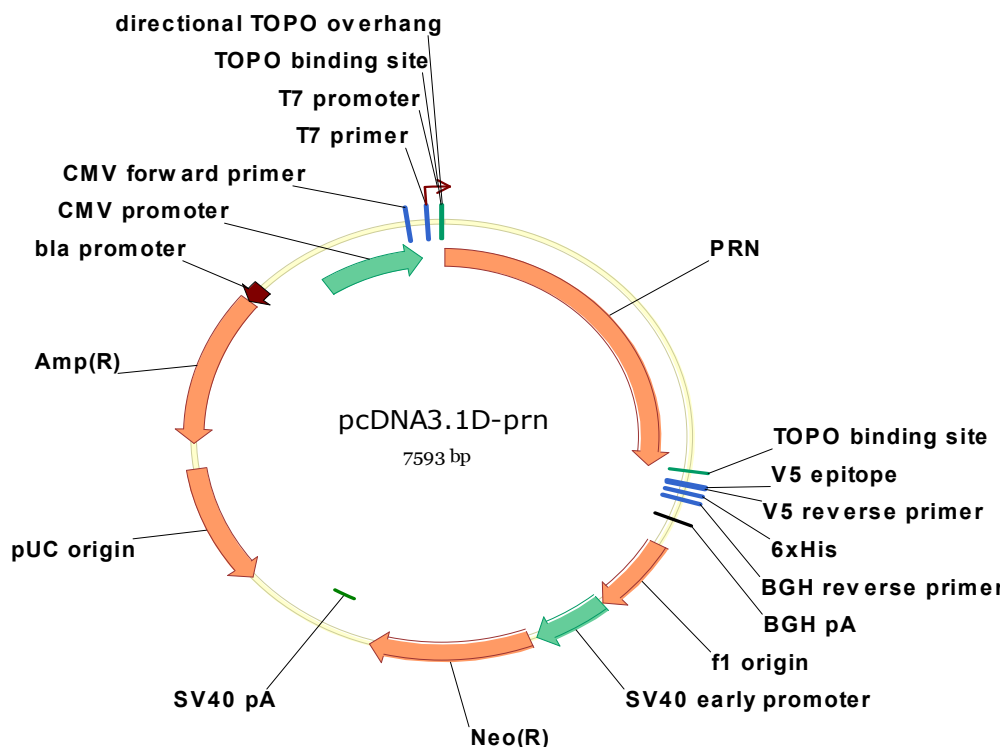 directional TOPO overhang
TOPO binding site
T7 promoter
T7 primer
CMV forward primer
CMV promoter
bla promoter
PRN
Amp(R)
pcDNA3.1D-prn
7593 bp
TOPO binding site
V5 epitope
V5 reverse primer
6xHis
pUC origin
BGH reverse primer
BGH pA
f1 origin
SV40 pA
SV40 early promoter
Neo(R)